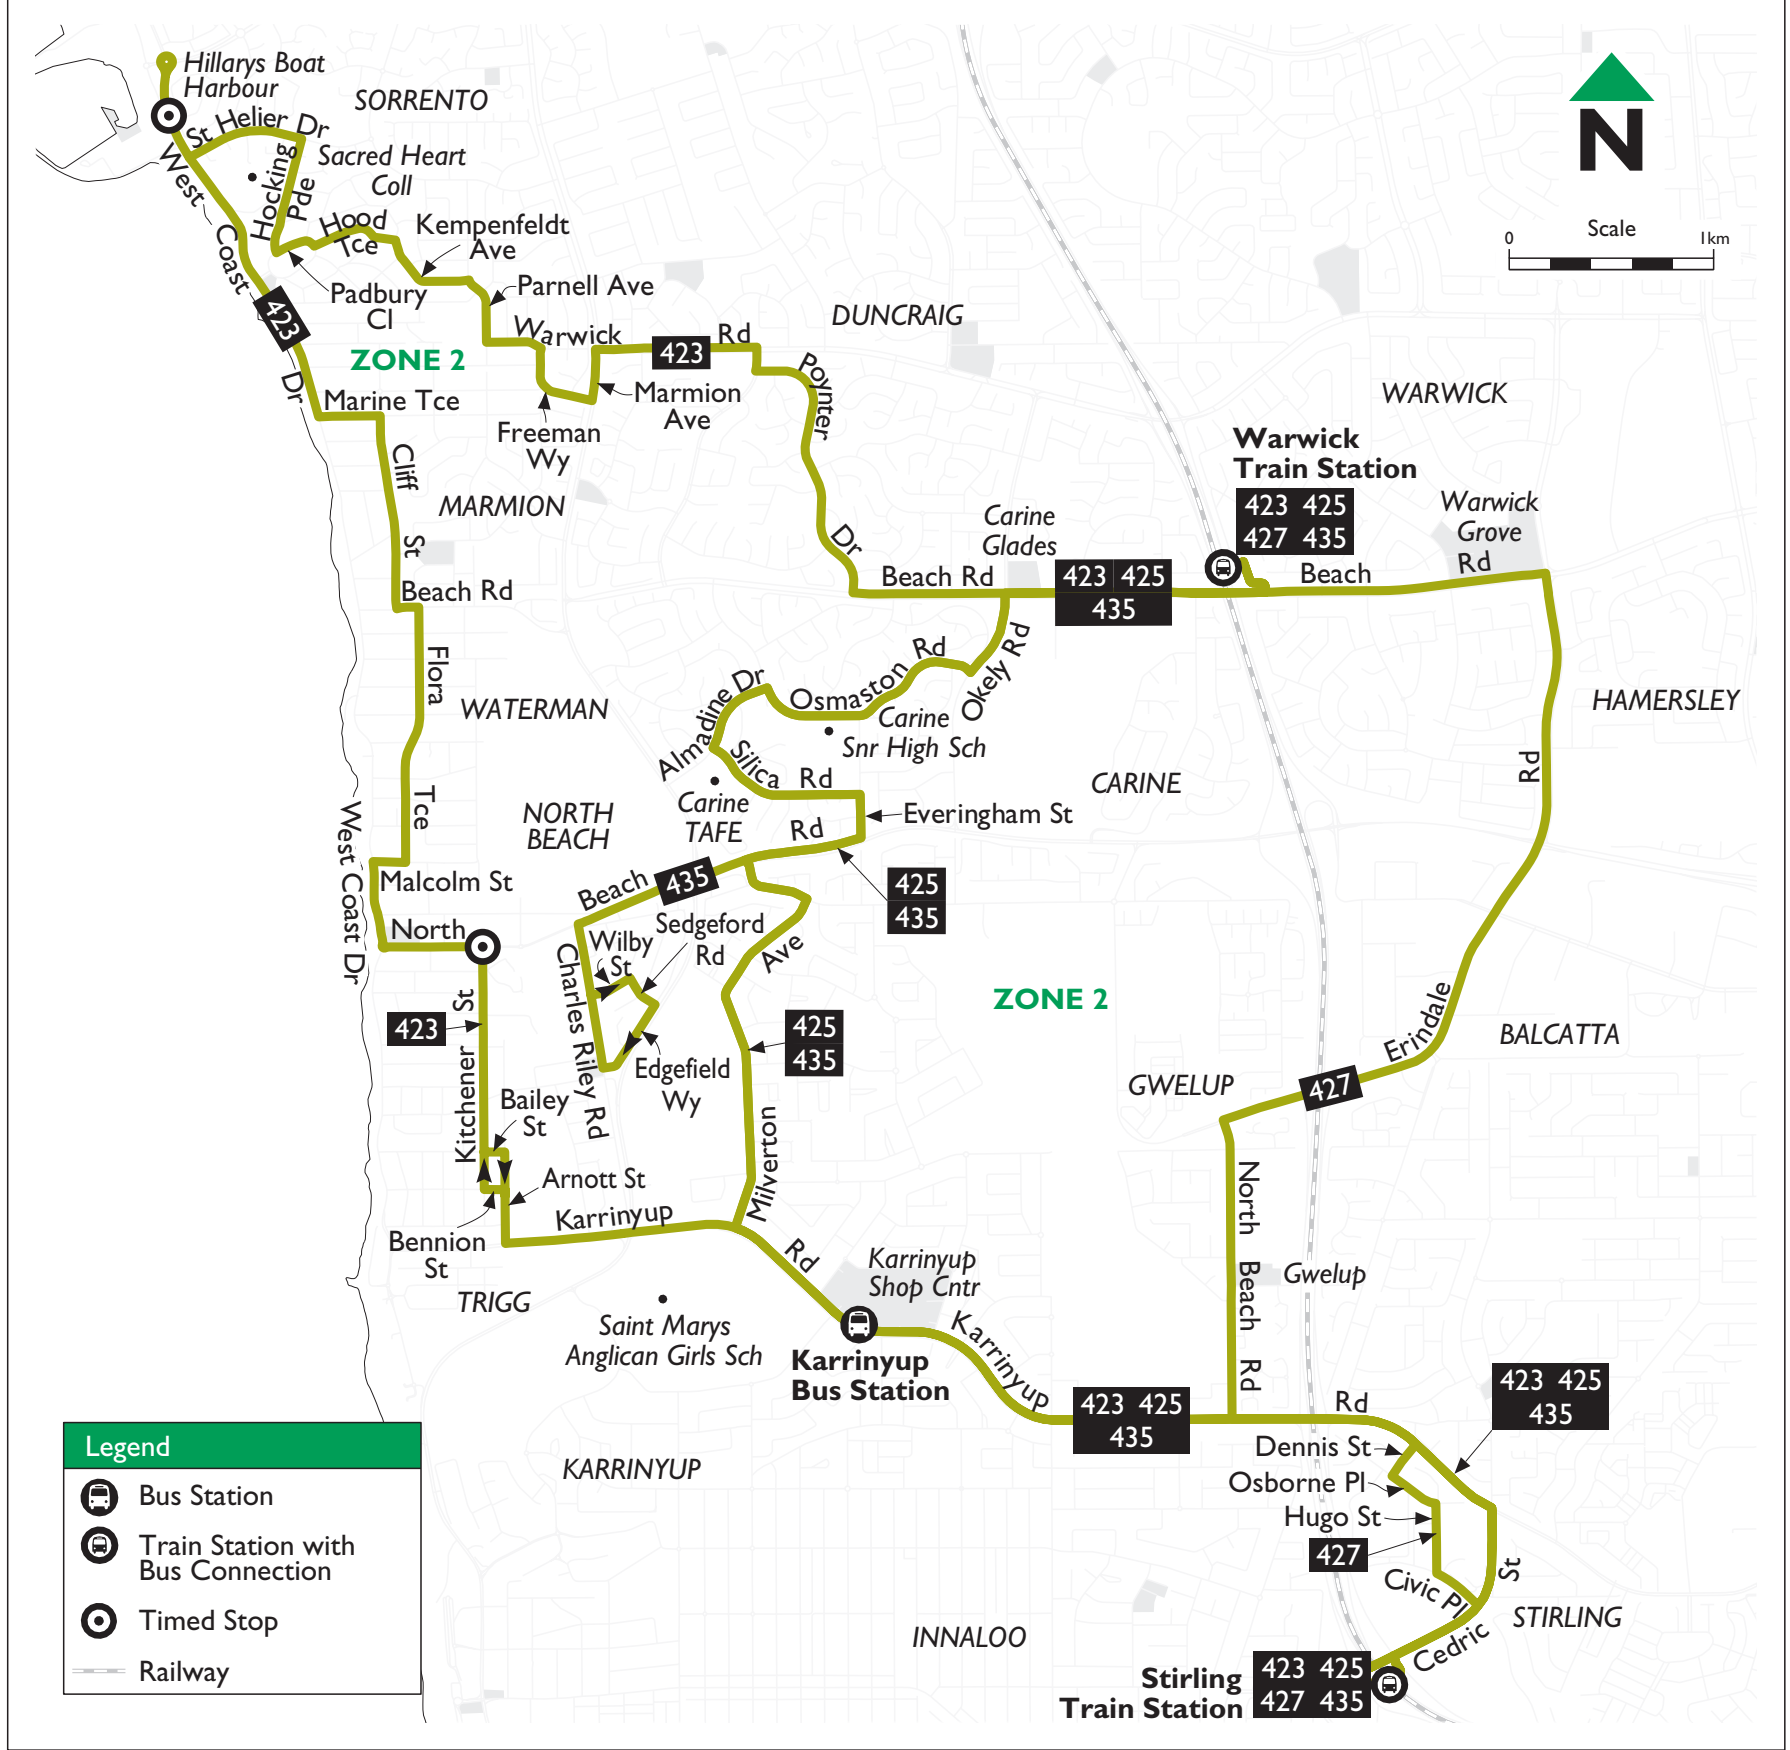 Hillarys Boat
Harbour
SORRENTO
St Helier Dr
Sacred Heart
Coll
Hocking
Pde
West Coast Dr
Hood
Tce
Kempenfeldt
Ave
Padbury
Cl
Parnell Ave
423
ZONE 2
Warwick Rd
423
DUNCRAIG
Marine Tce
Marmion
Ave
Freeman
Wy
Poynter Dr
N
Scale
0 1km
WARWICK
Warwick
Train Station
423 425
427 435
Warwick
Grove
Cliff St
MARMION
Carine
Glades
Beach Rd
423 425
435
Beach Rd
Beach Rd
Flora Tce
WATERMAN
Almadine Dr
Osmaston Rd
Okely Rd
Carine
Snr High Sch
Silica Rd
Carine
TAFE
Everingham St
CARINE
HAMERSLEY
NORTH
BEACH
West Coast Dr
Malcolm St
North Beach Rd
435
425
435
Sedgeford
Rd
Wilby
St
Charles Riley Rd
Edgefield
Wy
Milverton Ave
425
435
ZONE 2
Erindale Rd
BALCATTA
GWELUP
427
423
Kitchener St
Bailey
St
Arnott St
Bennion
St
TRIGG
Karrinyup Rd
Karrinyup
Shop Cntr
Saint Marys
Anglican Girls Sch
Karrinyup
Bus Station
North Beach Rd
Gwelup
Karrinyup Rd
423 425
435
423 425
435
Dennis St
Osborne Pl
Hugo St
427
Civic Pl
Cedric St
STIRLING
KARRINYUP
INNALOO
Stirling
Train Station
423 425
427 435
Legend
Bus Station
Train Station with
Bus Connection
Timed Stop
Railway